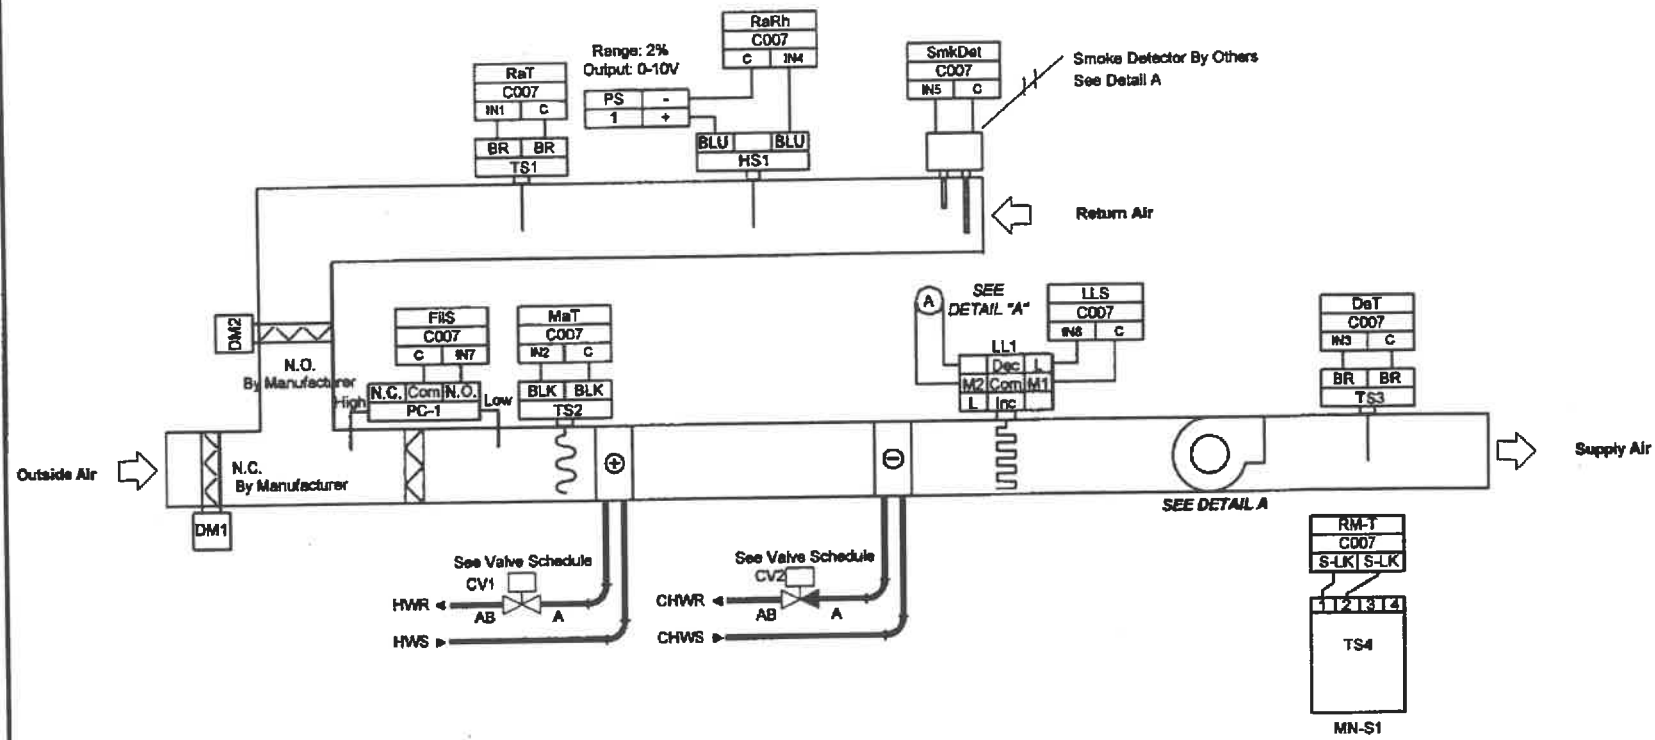 RaRh
C007
C IN4
Range: 2%
Output: 0-10V
PS -
1 +
BLU BLU
HS1
RaT
C007
IN1 C
BR BR
TS1
SmkDet
C007
IN5 C
Smoke Detector By Others
See Detail A
Return Air
DM2
N.O.
By Manufacturer
FilS
C007
C IN7
N.C. Com N.O.
PC-1
High
Low
MaT
C007
IN2 C
BLK BLK
TS2
A
SEE
DETAIL "A"
LLS
C007
IN6 C
LL1
Dec L
M2 Com M1
L Inc
DaT
C007
IN3 C
BR BR
TS3
Outside Air
N.C.
By Manufacturer
DM1
+
−
Supply Air
SEE DETAIL A
See Valve Schedule
CV1
HWR
AB A
HWS
See Valve Schedule
CV2
CHWR
AB A
CHWS
RM-T
C007
S-LK S-LK
1 2 3 4
TS4
MN-S1